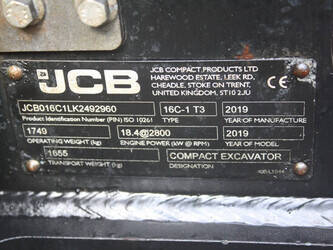 JCB
JCB COMPACT PRODUCTS LTD
HAREWOOD ESTATE, LEEK RD,
CHEADLE, STOKE ON TRENT,
UNITED KINGDOM, ST10 2JU
CE
JCB016C1LK2492960
16C-1 T3
2019
Product Identification Number (PIN) ISO 10261
TYPE
YEAR OF MANUFACTURE
1749
18.4@2800
2019
OPERATING WEIGHT (kg)
ENGINE POWER (kW @ RPM)
YEAR OF MODEL
1655
COMPACT EXCAVATOR
TRANSPORT WEIGHT (kg)
DESIGNATION